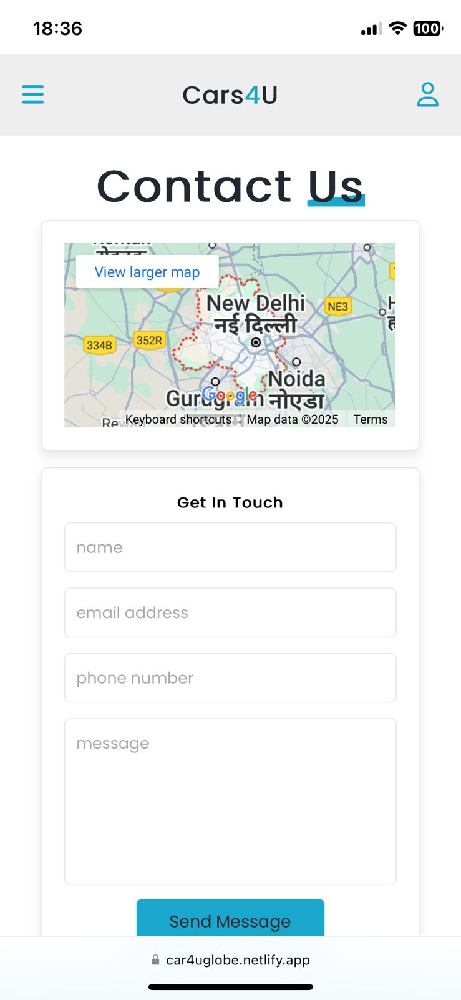 18:36
100
Cars4U
Contact Us
View larger map
New Delhi
नई दिल्ली
NE3
334B
352R
Noida
नोएडा
Gurugram
Google
Keyboard shortcuts
Map data ©2025
Terms
Get In Touch
name
email address
phone number
message
Send Message
car4uglobe.netlify.app